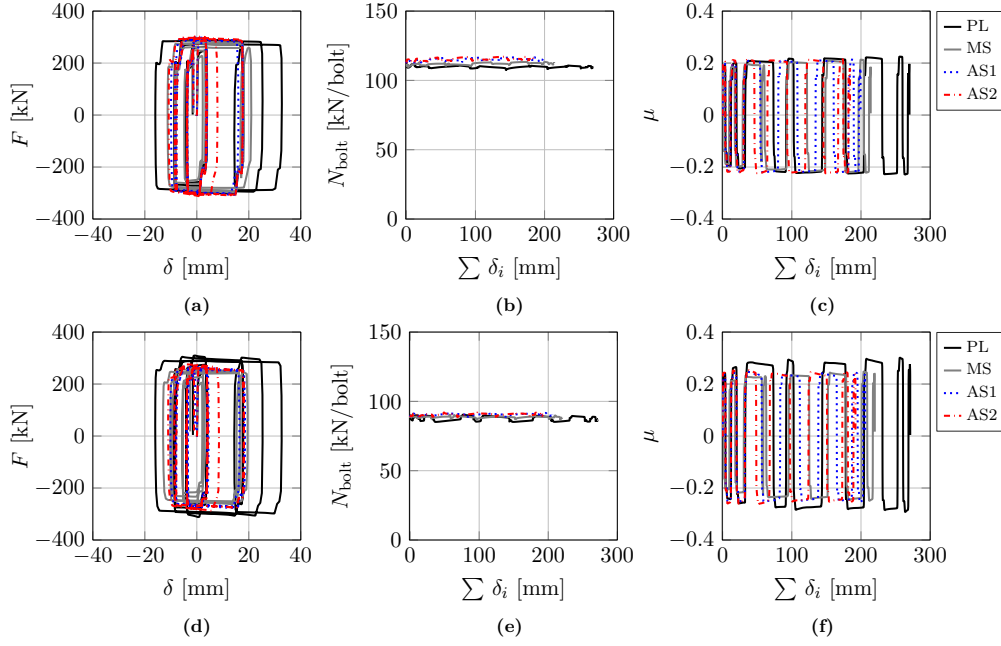 400
200
0
−200
−400
−40
−20
0
20
40
F [kN]
δ [mm]
(a)
150
100
50
0
0
100
200
300
N_bolt [kN/bolt]
∑ δ_i [mm]
(b)
0.4
0.2
0
−0.2
−0.4
0
100
200
300
μ
∑ δ_i [mm]
(c)
PL
MS
AS1
AS2
400
200
0
−200
−400
−40
−20
0
20
40
F [kN]
δ [mm]
(d)
150
100
50
0
0
100
200
300
N_bolt [kN/bolt]
∑ δ_i [mm]
(e)
0.4
0.2
0
−0.2
−0.4
0
100
200
300
μ
∑ δ_i [mm]
(f)
PL
MS
AS1
AS2